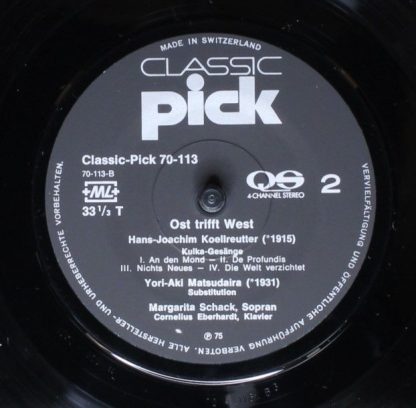 MADE IN SWITZERLAND
CLASSIC
pick
Classic-Pick 70-113
70-113-B
ML
33 1/3 T
QS
4-CHANNEL STEREO
2
Ost trifft West
Hans-Joachim Koellreutter (*1915)
Kulka-Gesänge
I. An den Mond — II. De Profundis
III. Nichts Neues — IV. Die Welt verzichtet
Yori-Aki Matsudaira (*1931)
Substitution
Margarita Schack, Sopran
Cornelius Eberhardt, Klavier
℗ 75
VERVIELFÄLTIGUNG UND ÖFFENTLICHE AUFFÜHRUNG VERBOTEN. ALLE HERSTELLER- UND URHEBERRECHTE VORBEHALTEN.